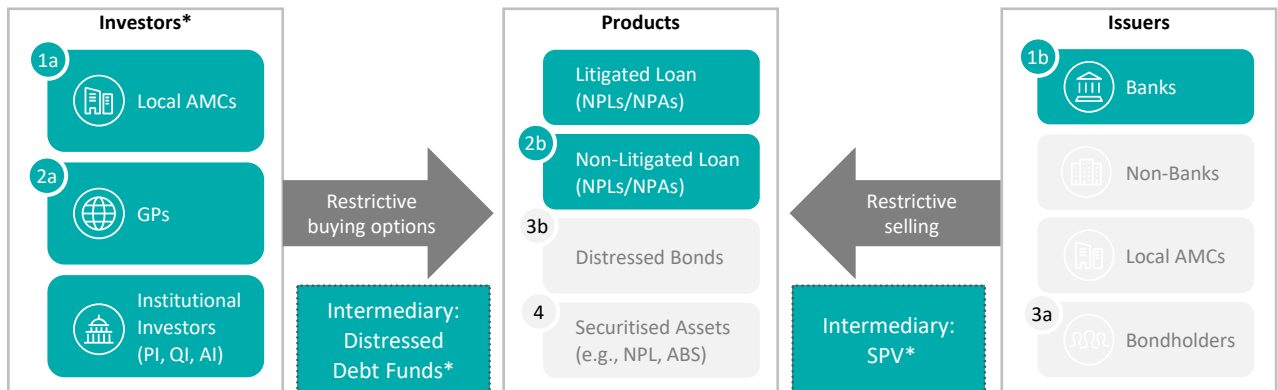 Investors*
1a
Local AMCs
2a
GPs
Institutional
Investors
(PI, QI, AI)
Restrictive
buying options
Intermediary:
Distressed
Debt Funds*
Products
Litigated Loan
(NPLs/NPAs)
2b
Non-Litigated Loan
(NPLs/NPAs)
3b
Distressed Bonds
4
Securitised Assets
(e.g., NPL, ABS)
Restrictive
selling
Intermediary:
SPV*
Issuers
1b
Banks
Non-Banks
Local AMCs
3a
Bondholders